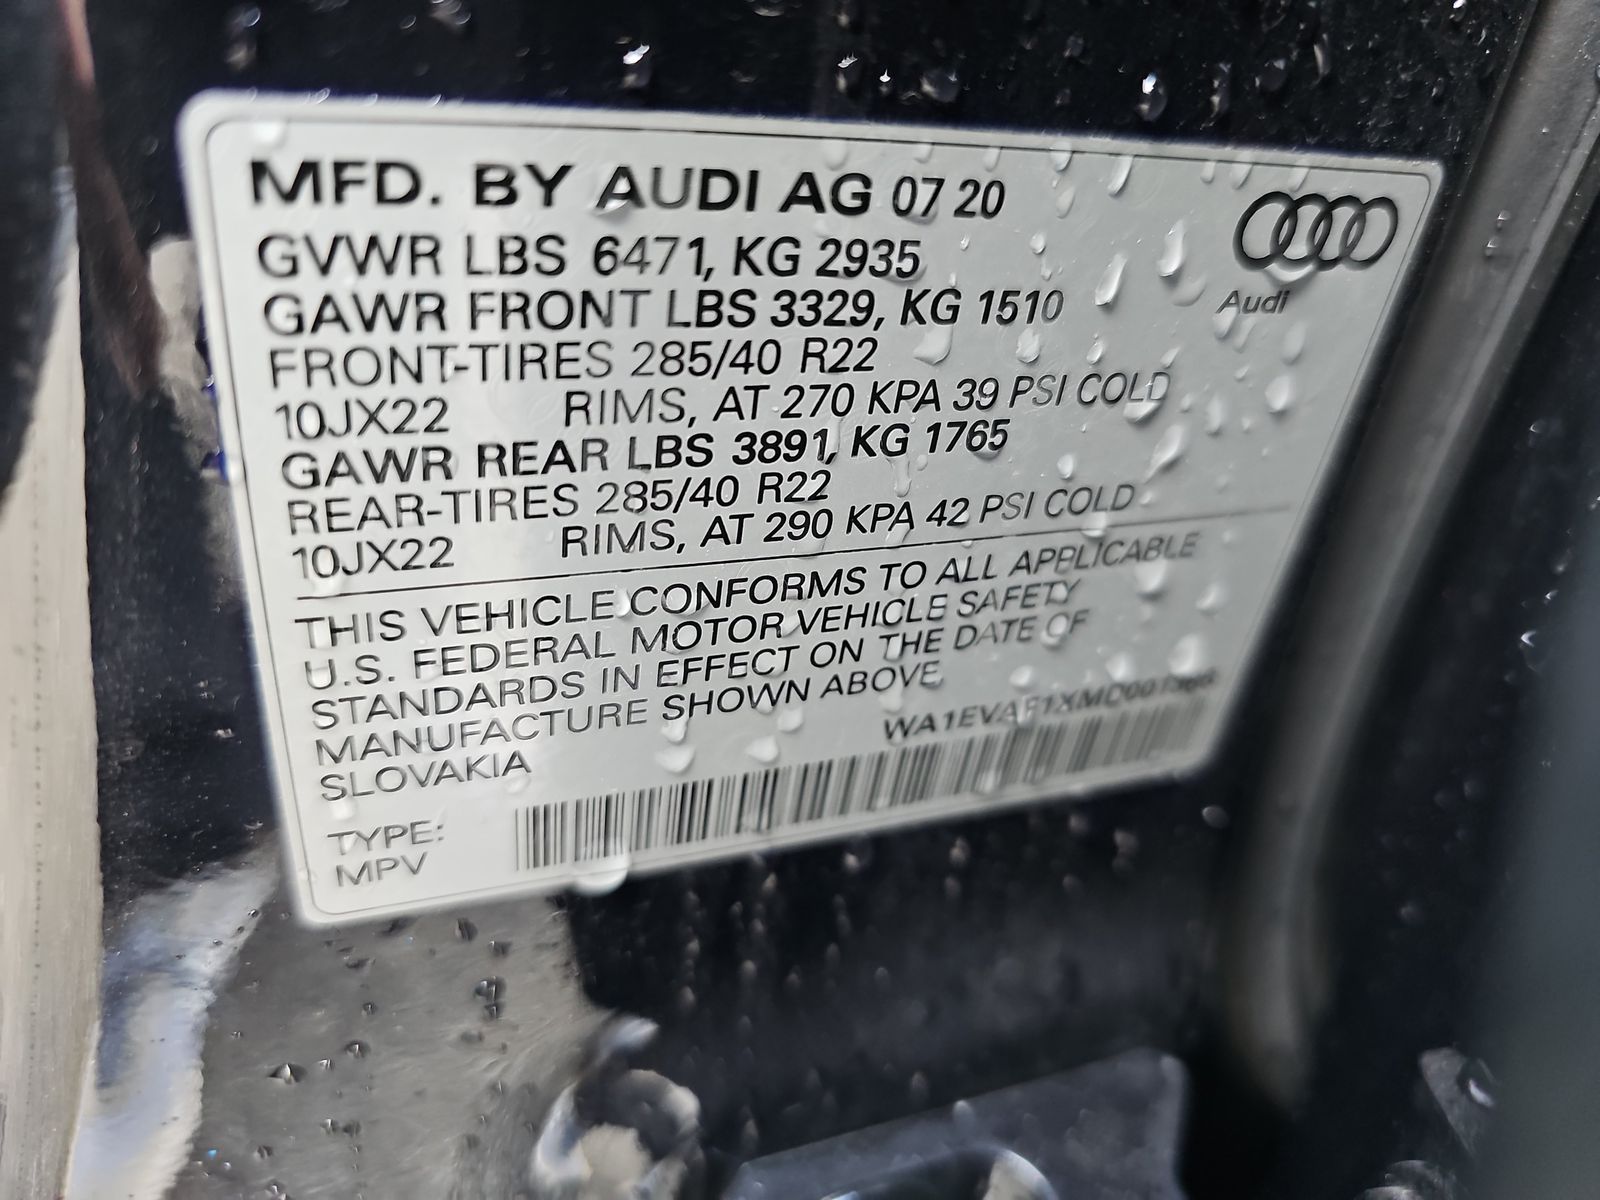 MFD. BY AUDI AG 07 20
GVWR LBS 6471, KG 2935
GAWR FRONT LBS 3329, KG 1510
FRONT-TIRES 285/40 R22
10JX22 RIMS, AT 270 KPA 39 PSI COLD
GAWR REAR LBS 3891, KG 1765
REAR-TIRES 285/40 R22
10JX22 RIMS, AT 290 KPA 42 PSI COLD
Audi
THIS VEHICLE CONFORMS TO ALL APPLICABLE
U.S. FEDERAL MOTOR VEHICLE SAFETY
STANDARDS IN EFFECT ON THE DATE OF
MANUFACTURE SHOWN ABOVE.
SLOVAKIA
TYPE:
MPV